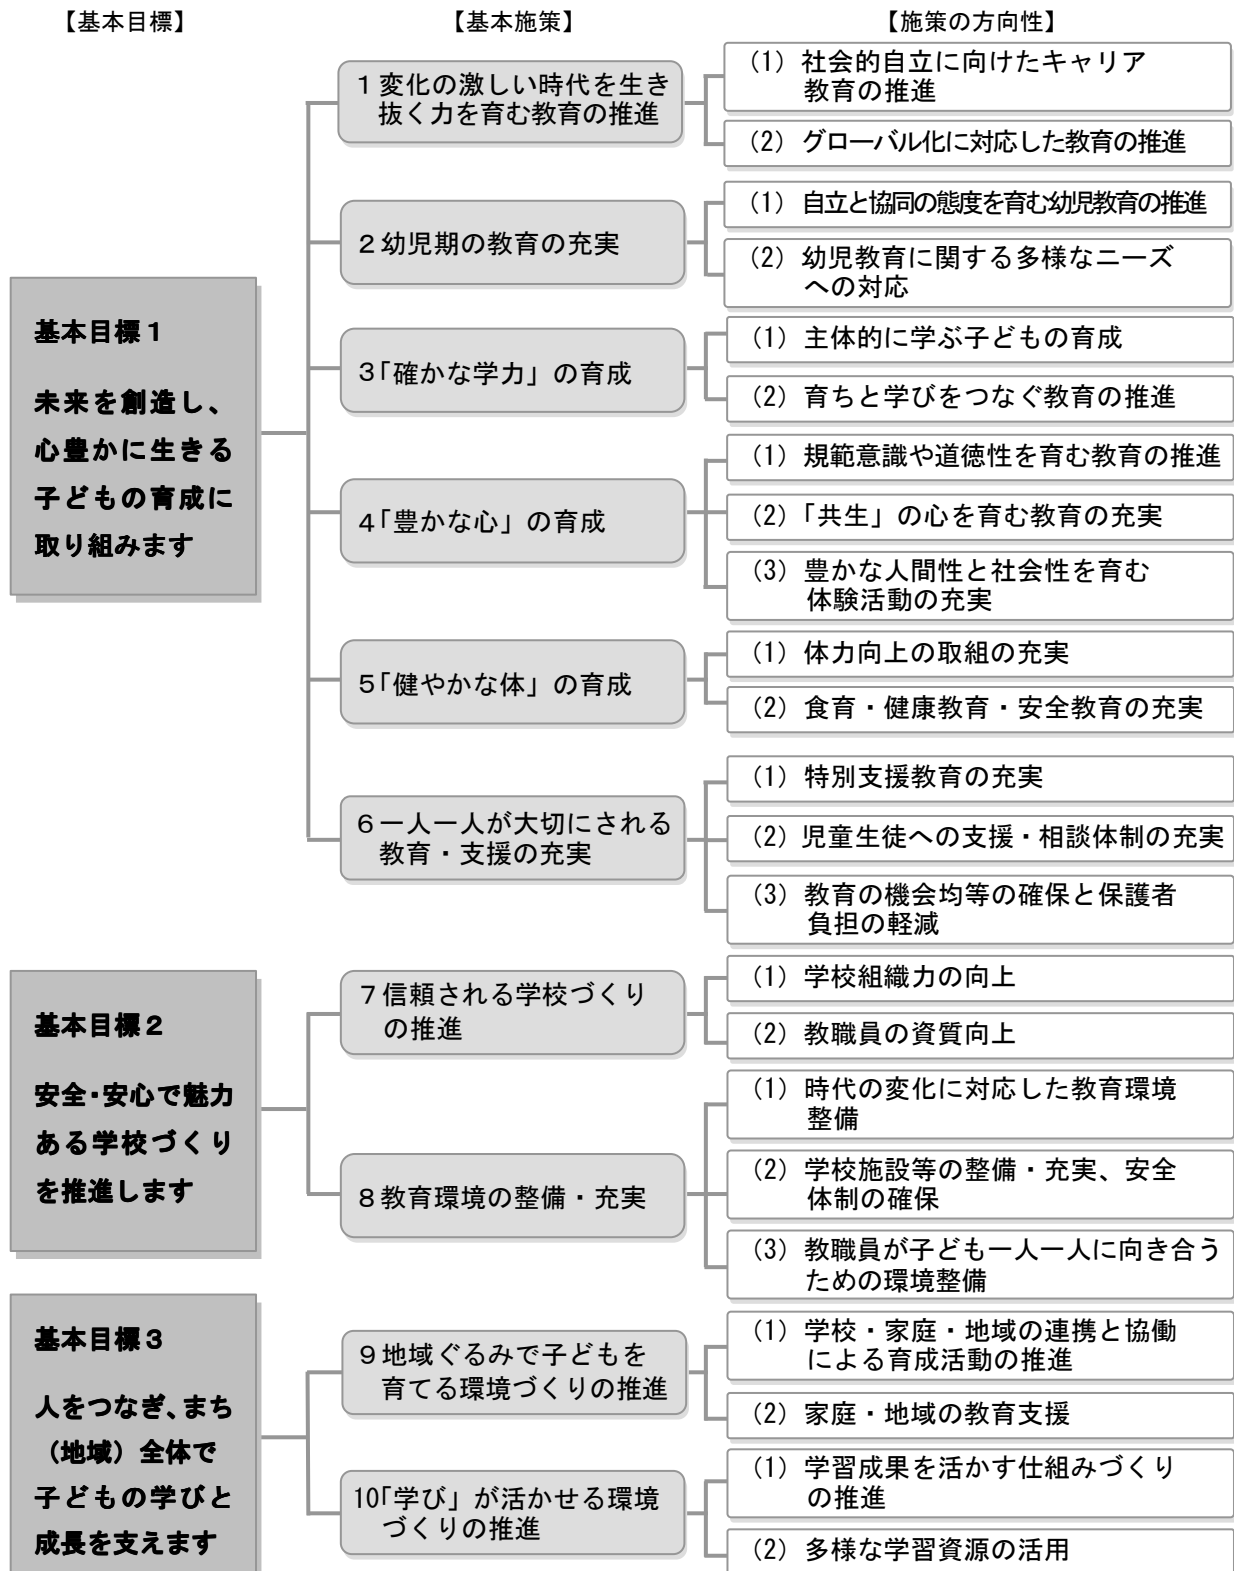 【基本目標】
【基本施策】
【施策の方向性】
基本目標１
未来を創造し、
心豊かに生きる
子どもの育成に
取り組みます
１変化の激しい時代を生き
抜く力を育む教育の推進
(1) 社会的自立に向けたキャリア
教育の推進
(2) グローバル化に対応した教育の推進
２幼児期の教育の充実
(1) 自立と協同の態度を育む幼児教育の推進
(2) 幼児教育に関する多様なニーズ
への対応
３「確かな学力」の育成
(1) 主体的に学ぶ子どもの育成
(2) 育ちと学びをつなぐ教育の推進
４「豊かな心」の育成
(1) 規範意識や道徳性を育む教育の推進
(2)「共生」の心を育む教育の充実
(3) 豊かな人間性と社会性を育む
体験活動の充実
５「健やかな体」の育成
(1) 体力向上の取組の充実
(2) 食育・健康教育・安全教育の充実
６一人一人が大切にされる
教育・支援の充実
(1) 特別支援教育の充実
(2) 児童生徒への支援・相談体制の充実
(3) 教育の機会均等の確保と保護者
負担の軽減
基本目標２
安全・安心で魅力
ある学校づくり
を推進します
７信頼される学校づくり
の推進
(1) 学校組織力の向上
(2) 教職員の資質向上
８教育環境の整備・充実
(1) 時代の変化に対応した教育環境
整備
(2) 学校施設等の整備・充実、安全
体制の確保
(3) 教職員が子ども一人一人に向き合う
ための環境整備
基本目標３
人をつなぎ、まち
（地域）全体で
子どもの学びと
成長を支えます
９地域ぐるみで子どもを
育てる環境づくりの推進
(1) 学校・家庭・地域の連携と協働
による育成活動の推進
(2) 家庭・地域の教育支援
10「学び」が活かせる環境
づくりの推進
(1) 学習成果を活かす仕組みづくり
の推進
(2) 多様な学習資源の活用